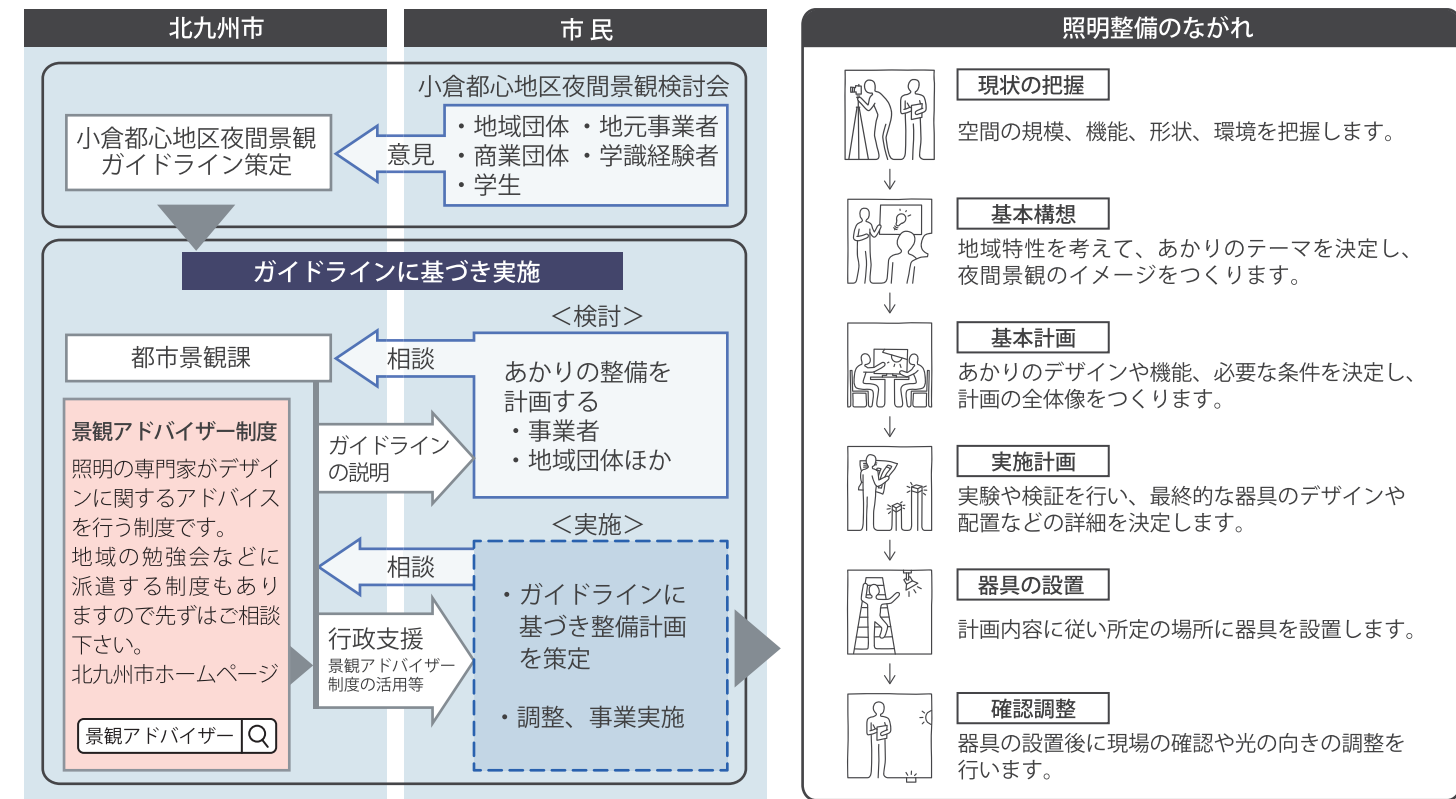 北九州市
市民
小倉都心地区夜間景観検討会
小倉都心地区夜間景観
ガイドライン策定
意見
・地域団体 ・地元事業者
・商業団体 ・学識経験者
・学生
ガイドラインに基づき実施
<検討>
都市景観課
相談
あかりの整備を
計画する
・事業者
・地域団体ほか
ガイドライン
の説明
景観アドバイザー制度
照明の専門家がデザイ
ンに関するアドバイス
を行う制度です。
地域の勉強会などに
派遣する制度もあり
ますので先ずはご相談
下さい。
北九州市ホームページ
景観アドバイザー
<実施>
相談
行政支援
景観アドバイザー
制度の活用等
・ガイドラインに
基づき整備計画
を策定
・調整、事業実施
照明整備のながれ
現状の把握
空間の規模、機能、形状、環境を把握します。
基本構想
地域特性を考えて、あかりのテーマを決定し、
夜間景観のイメージをつくります。
基本計画
あかりのデザインや機能、必要な条件を決定し、
計画の全体像をつくります。
実施計画
実験や検証を行い、最終的な器具のデザインや
配置などの詳細を決定します。
器具の設置
計画内容に従い所定の場所に器具を設置します。
確認調整
器具の設置後に現場の確認や光の向きの調整を
行います。